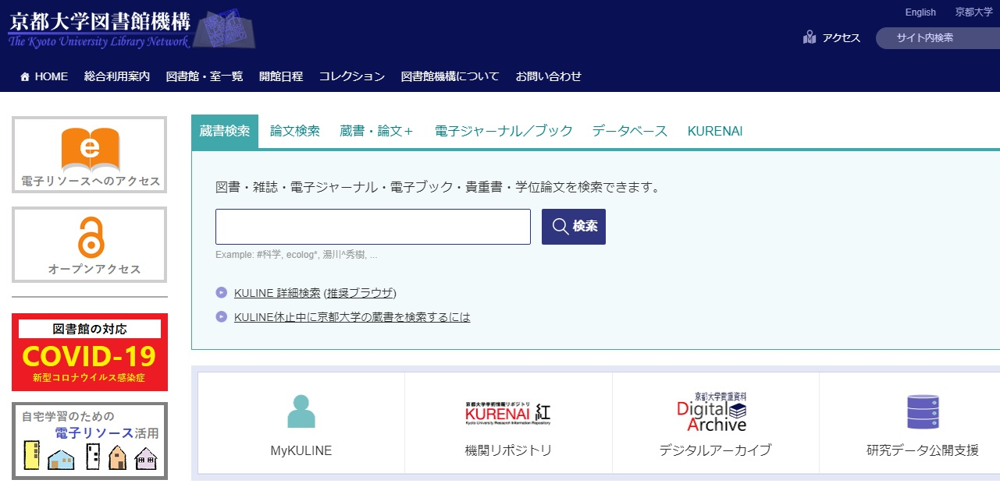 京都大学図書館機構
The Kyoto University Library Network
English 京都大学
アクセス サイト内検索
HOME 総合利用案内 図書館・室一覧 開館日程 コレクション 図書館機構について お問い合わせ
e
電子リソースへのアクセス
オープンアクセス
図書館の対応
COVID-19
新型コロナウイルス感染症
自宅学習のための
電子リソース活用
蔵書検索 論文検索 蔵書・論文+ 電子ジャーナル／ブック データベース KURENAI
図書・雑誌・電子ジャーナル・電子ブック・貴重書・学位論文を検索できます。
検索
Example: #科学, ecolog*, 湯川^秀樹, ...
KULINE 詳細検索 (推奨ブラウザ)
KULINE休止中に京都大学の蔵書を検索するには
MyKULINE
京都大学学術情報リポジトリ
KURENAI 紅
Kyoto University Research Information Repository
機関リポジトリ
京都大学貴重資料
Digital
Archive
デジタルアーカイブ
研究データ公開支援